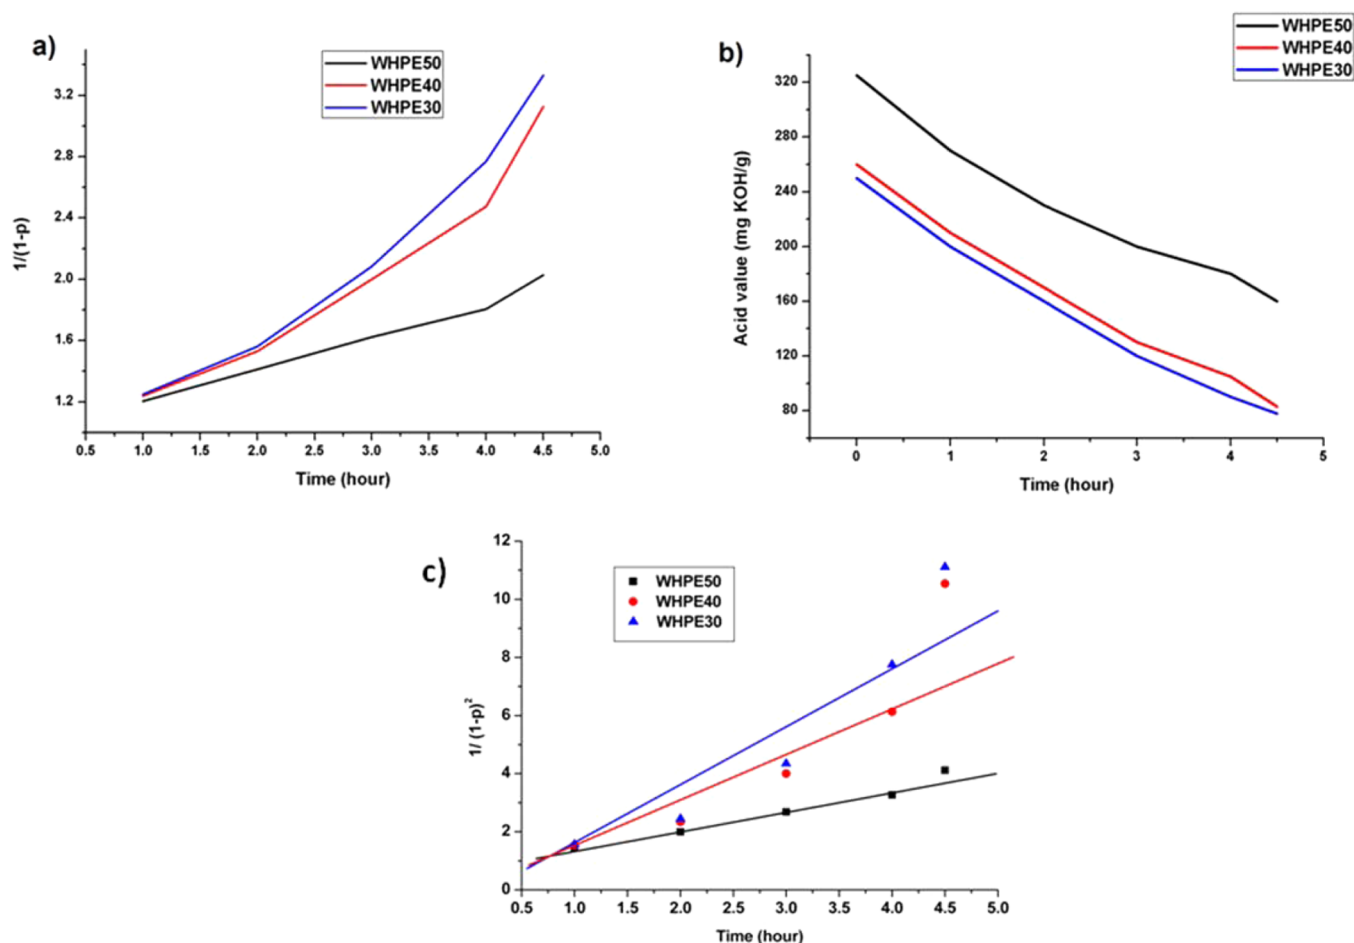 a)
WHPE50
WHPE40
WHPE30
3.2
2.8
2.4
2.0
1.6
1.2
1/(1-p)
0.5 1.0 1.5 2.0 2.5 3.0 3.5 4.0 4.5 5.0
Time (hour)
b)
WHPE50
WHPE40
WHPE30
320
280
240
200
160
120
80
Acid value (mg KOH/g)
0 1 2 3 4 5
Time (hour)
c)
WHPE50
WHPE40
WHPE30
12
10
8
6
4
2
0
1/ (1-p)²
0.5 1.0 1.5 2.0 2.5 3.0 3.5 4.0 4.5 5.0
Time (hour)